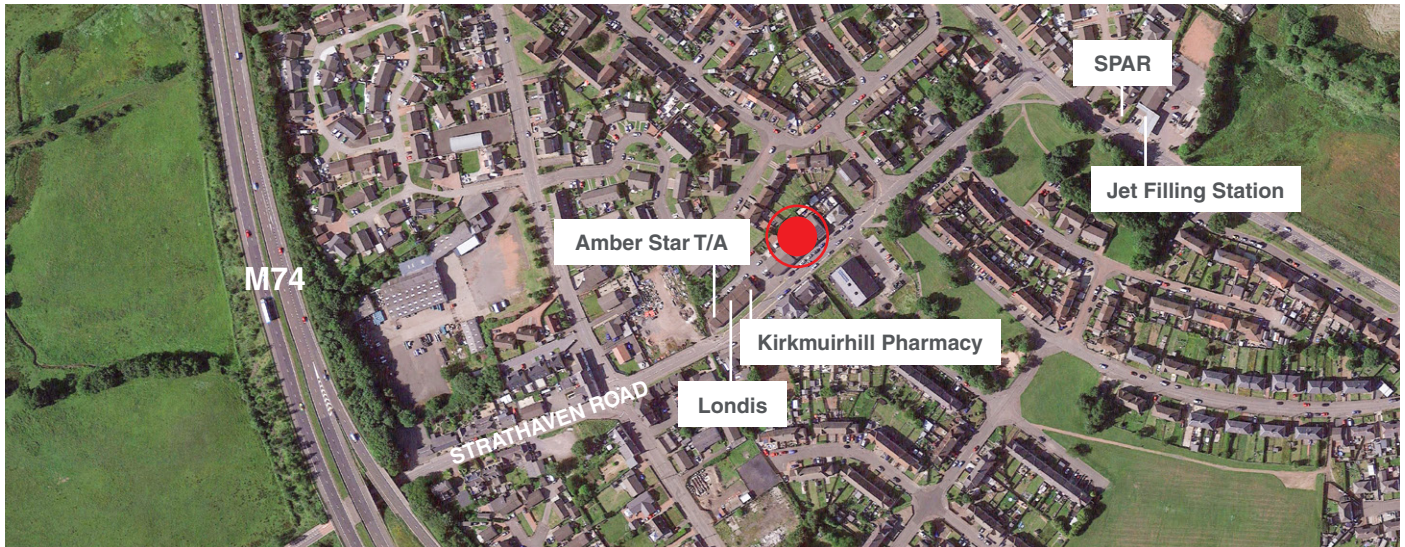 SPAR
Jet Filling Station
Amber Star T/A
M74
Kirkmuirhill Pharmacy
Londis
STRATHAVEN ROAD